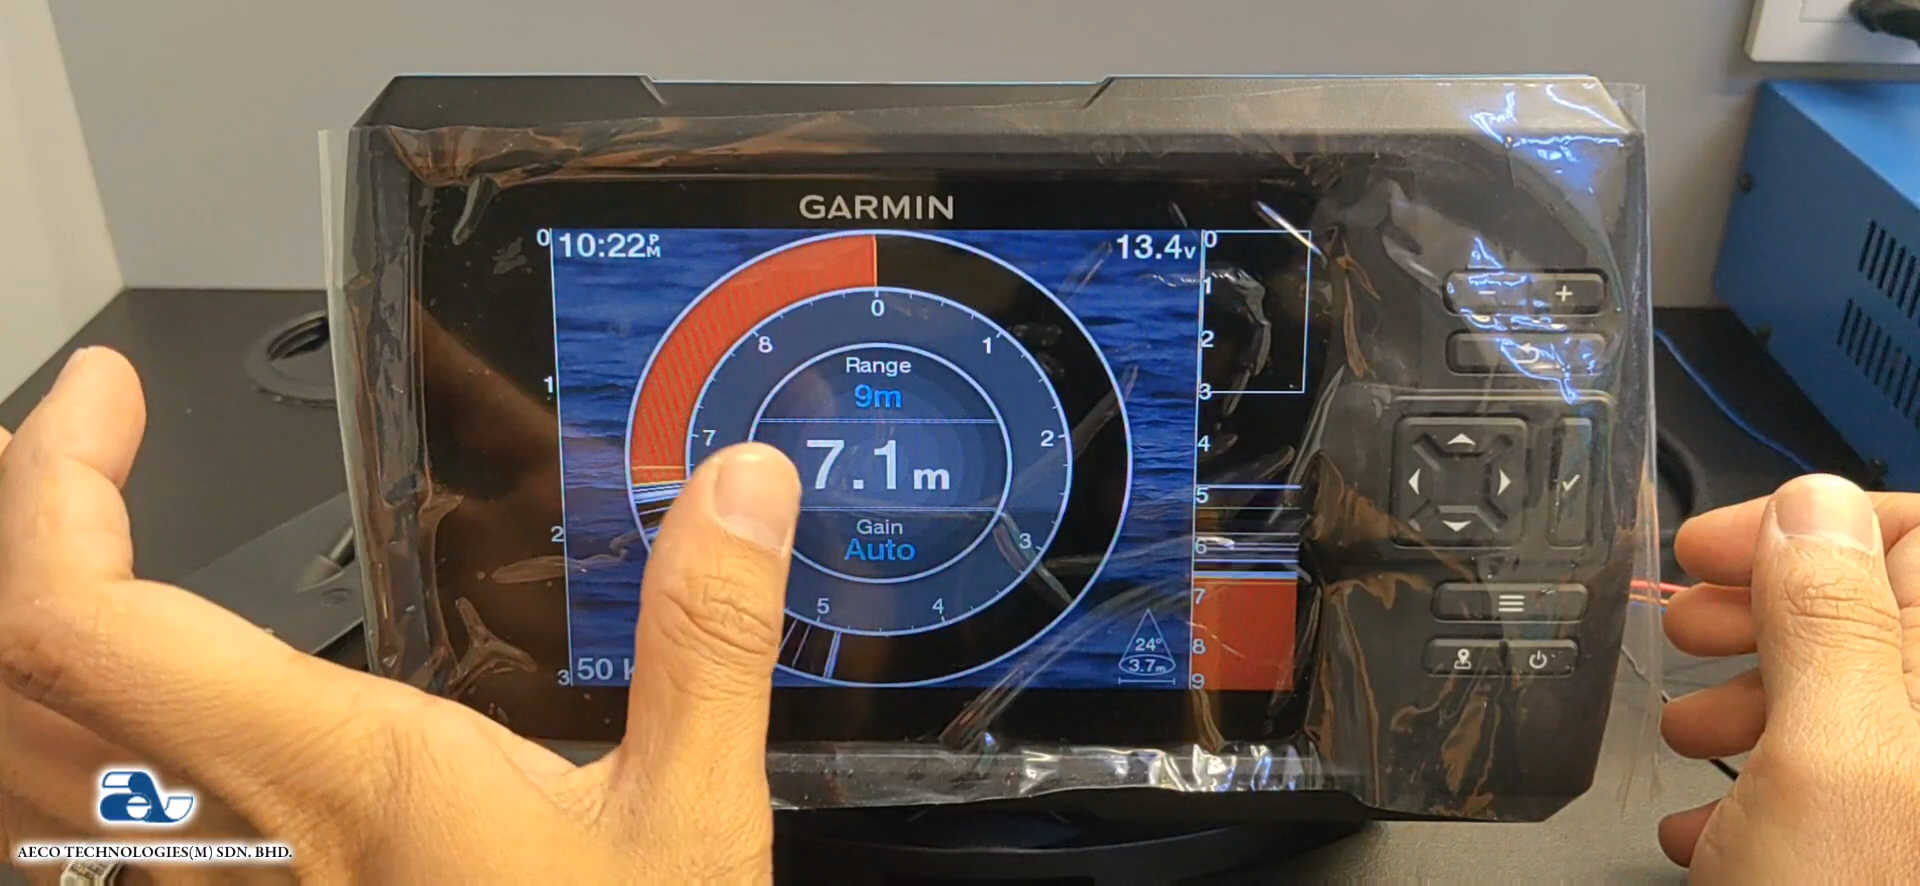 GARMIN
0
10:22PM
13.4v
0
1
2
3
4
5
6
7
8
9
1
2
3
0
1
2
3
4
5
7
8
Range
9m
7.1m
Gain
Auto
50 k
24°
3.7m
AECO TECHNOLOGIES(M) SDN. BHD.